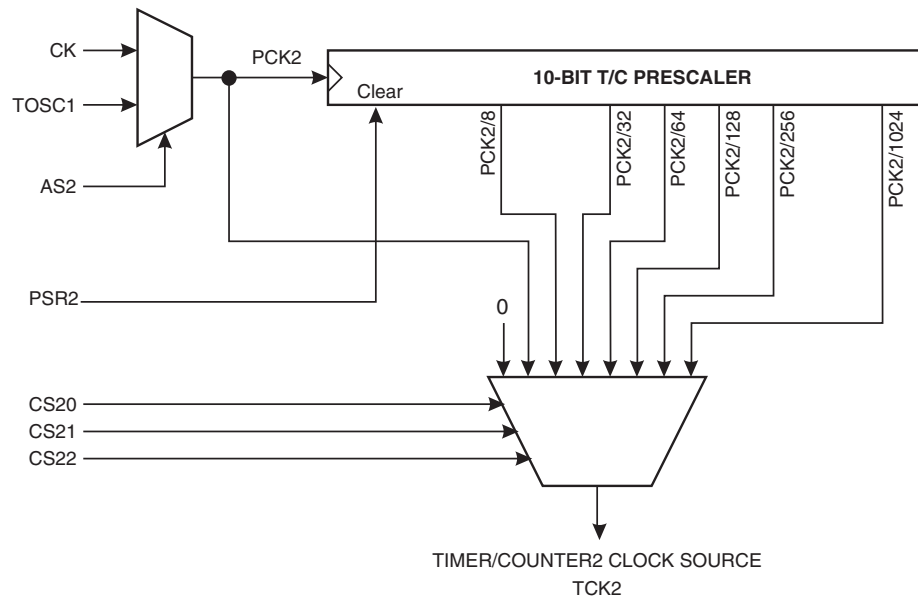 CK
PCK2
10-BIT T/C PRESCALER
Clear
TOSC1
PCK2/8
PCK2/32
PCK2/64
PCK2/128
PCK2/256
PCK2/1024
AS2
PSR2
0
CS20
CS21
CS22
TIMER/COUNTER2 CLOCK SOURCE
TCK2